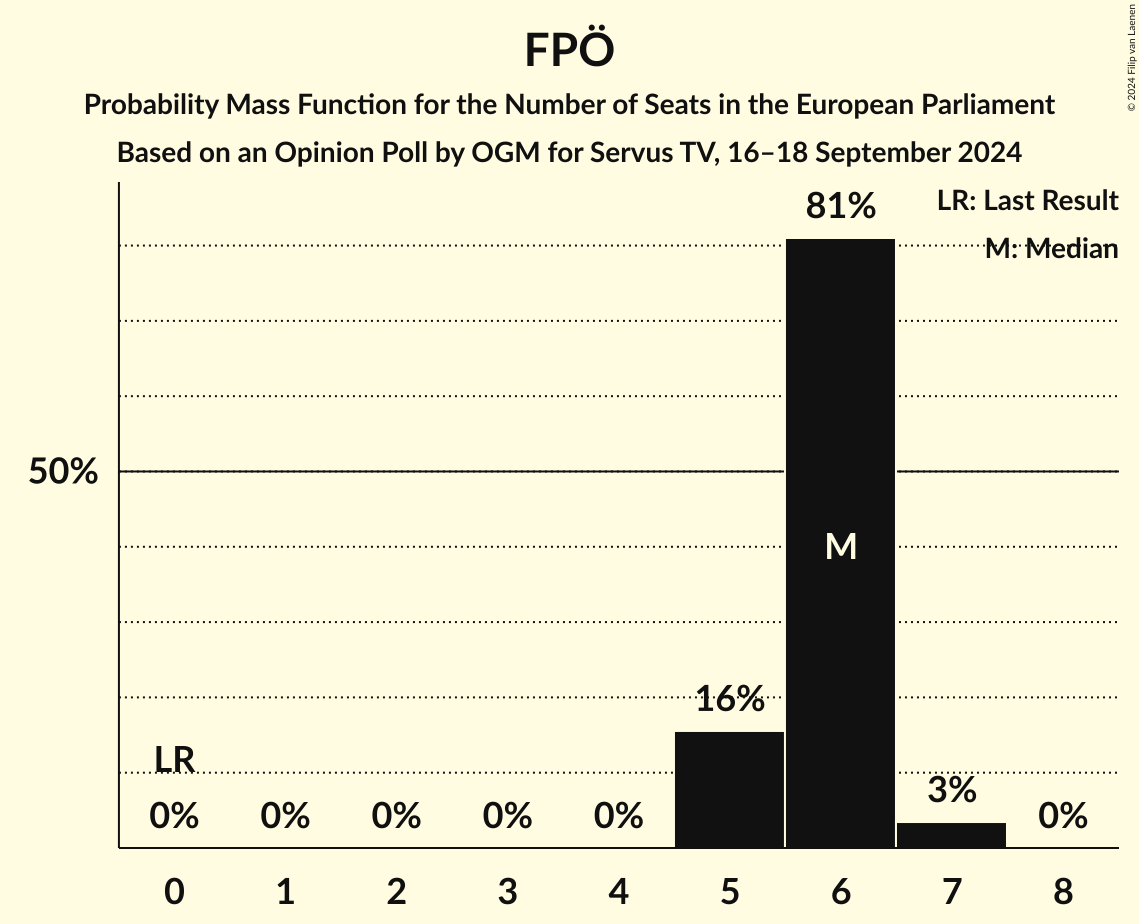 FPÖ
Probability Mass Function for the Number of Seats in the European Parliament
Based on an Opinion Poll by OGM for Servus TV, 16–18 September 2024
© 2024 Filip van Laenen
LR: Last Result
M: Median
81%
50%
M
16%
LR
3%
0% 0% 0% 0% 0% 0%
0 1 2 3 4 5 6 7 8